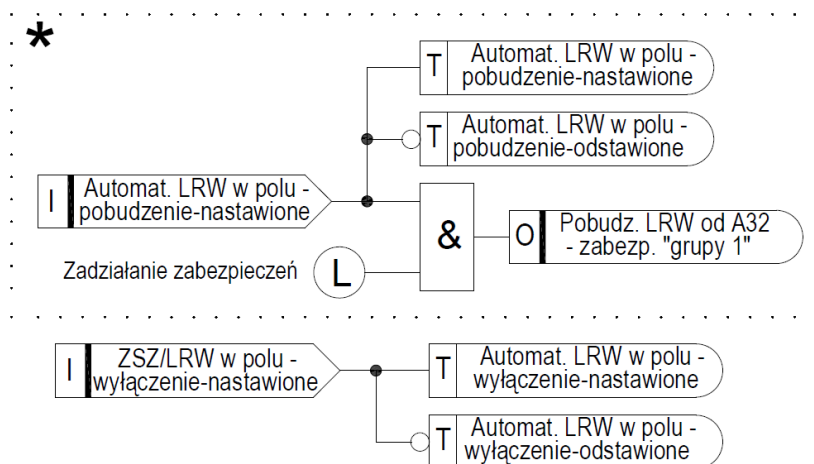 *
T
Automat. LRW w polu -
pobudzenie-nastawione
T
Automat. LRW w polu -
pobudzenie-odstawione
I
Automat. LRW w polu -
pobudzenie-nastawione
&
O
Pobudz. LRW od A32
- zabezp. "grupy 1"
Zadziałanie zabezpieczeń
L
I
ZSZ/LRW w polu -
wyłączenie-nastawione
T
Automat. LRW w polu -
wyłączenie-nastawione
T
Automat. LRW w polu -
wyłączenie-odstawione